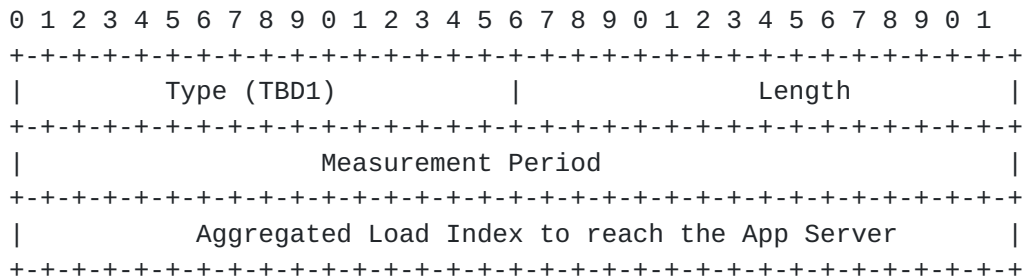 0 1 2 3 4 5 6 7 8 9 0 1 2 3 4 5 6 7 8 9 0 1 2 3 4 5 6 7 8 9 0 1
+-+-+-+-+-+-+-+-+-+-+-+-+-+-+-+-+-+-+-+-+-+-+-+-+-+-+-+-+-+-+-+-+
|         Type (TBD1)           |               Length          |
+-+-+-+-+-+-+-+-+-+-+-+-+-+-+-+-+-+-+-+-+-+-+-+-+-+-+-+-+-+-+-+-+
|                   Measurement Period                          |
+-+-+-+-+-+-+-+-+-+-+-+-+-+-+-+-+-+-+-+-+-+-+-+-+-+-+-+-+-+-+-+-+
|           Aggregated Load Index to reach the App Server       |
+-+-+-+-+-+-+-+-+-+-+-+-+-+-+-+-+-+-+-+-+-+-+-+-+-+-+-+-+-+-+-+-+